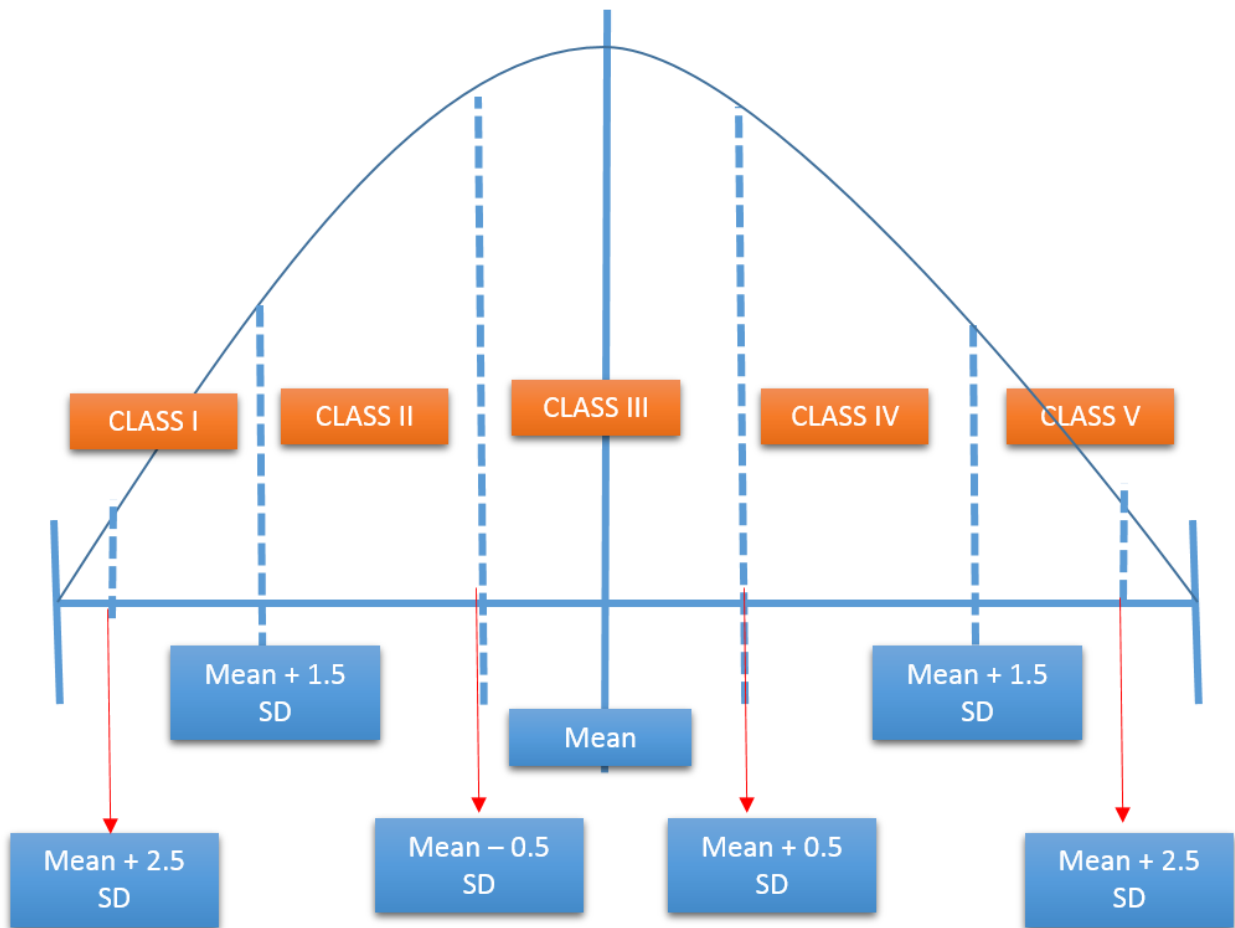 CLASS I
CLASS II
CLASS III
CLASS IV
CLASS V
Mean + 1.5
SD
Mean + 1.5
SD
Mean
Mean + 2.5
SD
Mean – 0.5
SD
Mean + 0.5
SD
Mean + 2.5
SD